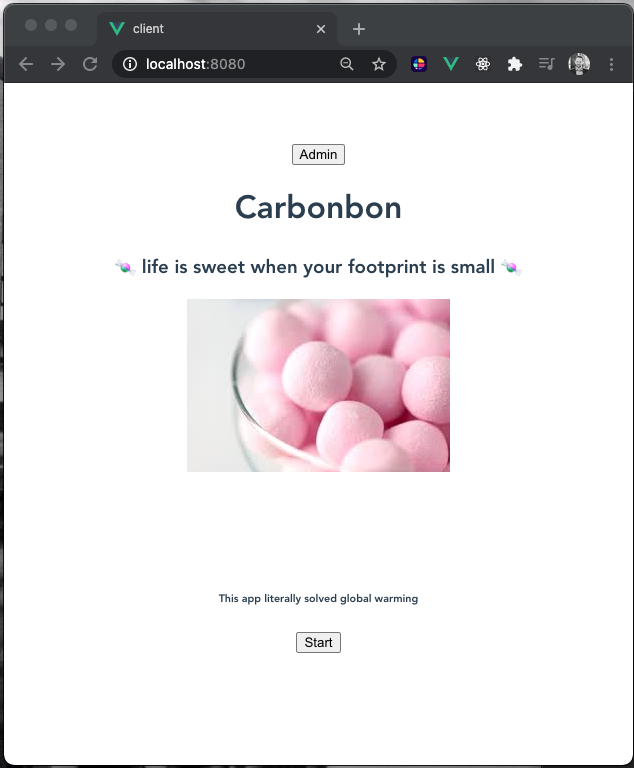 client
localhost:8080
Admin
Carbonbon
🍬 life is sweet when your footprint is small 🍬
This app literally solved global warming
Start